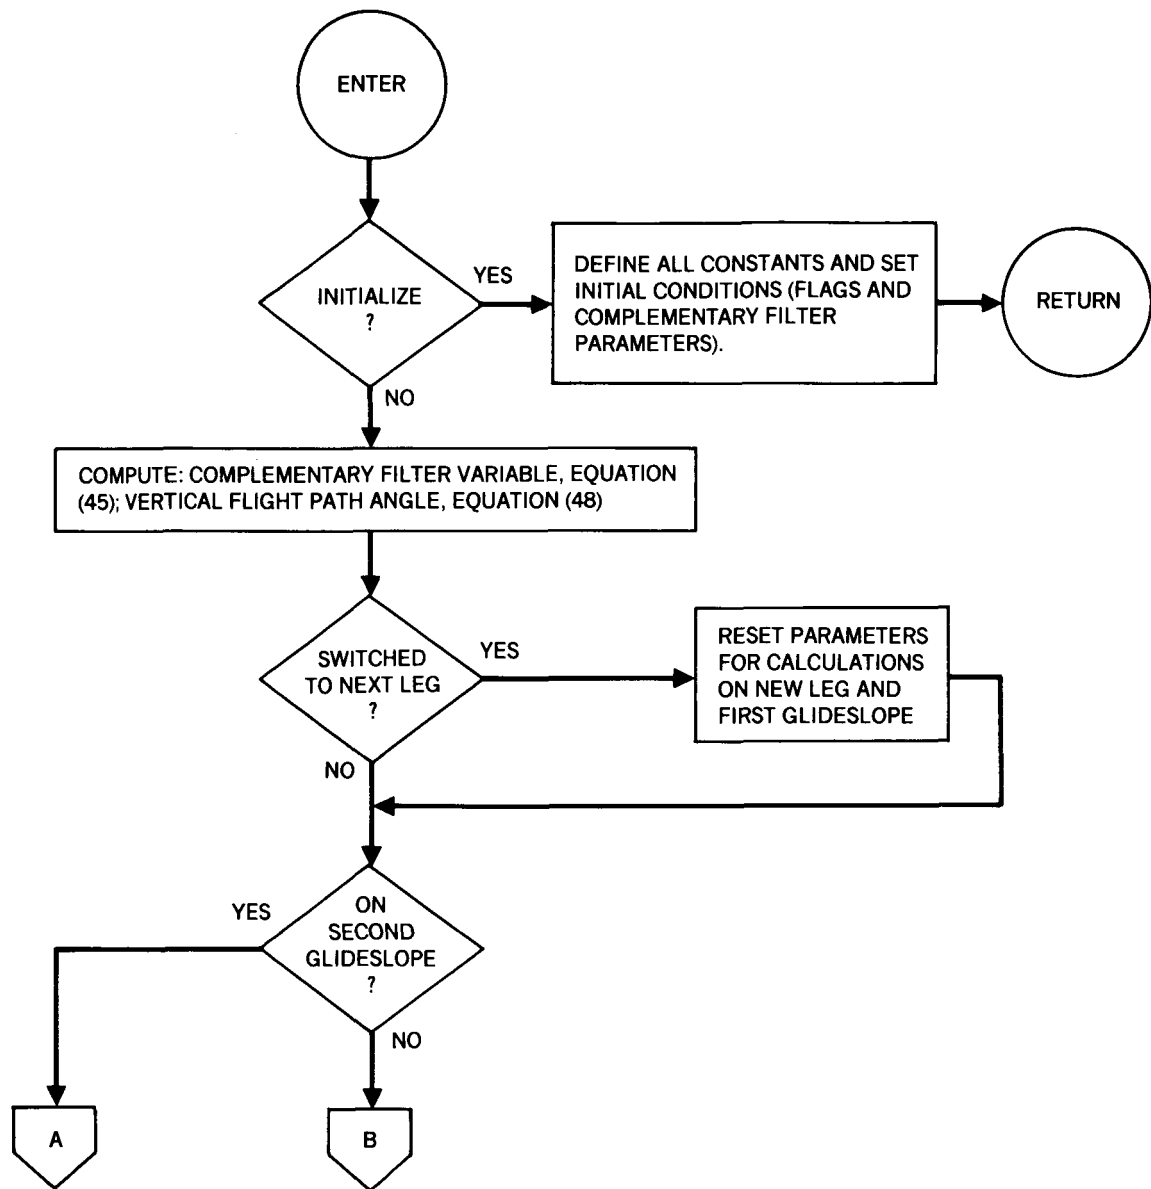 ENTER
INITIALIZE
?
YES
DEFINE ALL CONSTANTS AND SET
INITIAL CONDITIONS (FLAGS AND
COMPLEMENTARY FILTER
PARAMETERS).
RETURN
NO
COMPUTE: COMPLEMENTARY FILTER VARIABLE, EQUATION
(45); VERTICAL FLIGHT PATH ANGLE, EQUATION (48)
SWITCHED
TO NEXT LEG
?
YES
RESET PARAMETERS
FOR CALCULATIONS
ON NEW LEG AND
FIRST GLIDESLOPE
NO
ON
SECOND
GLIDESLOPE
?
YES
NO
A
B